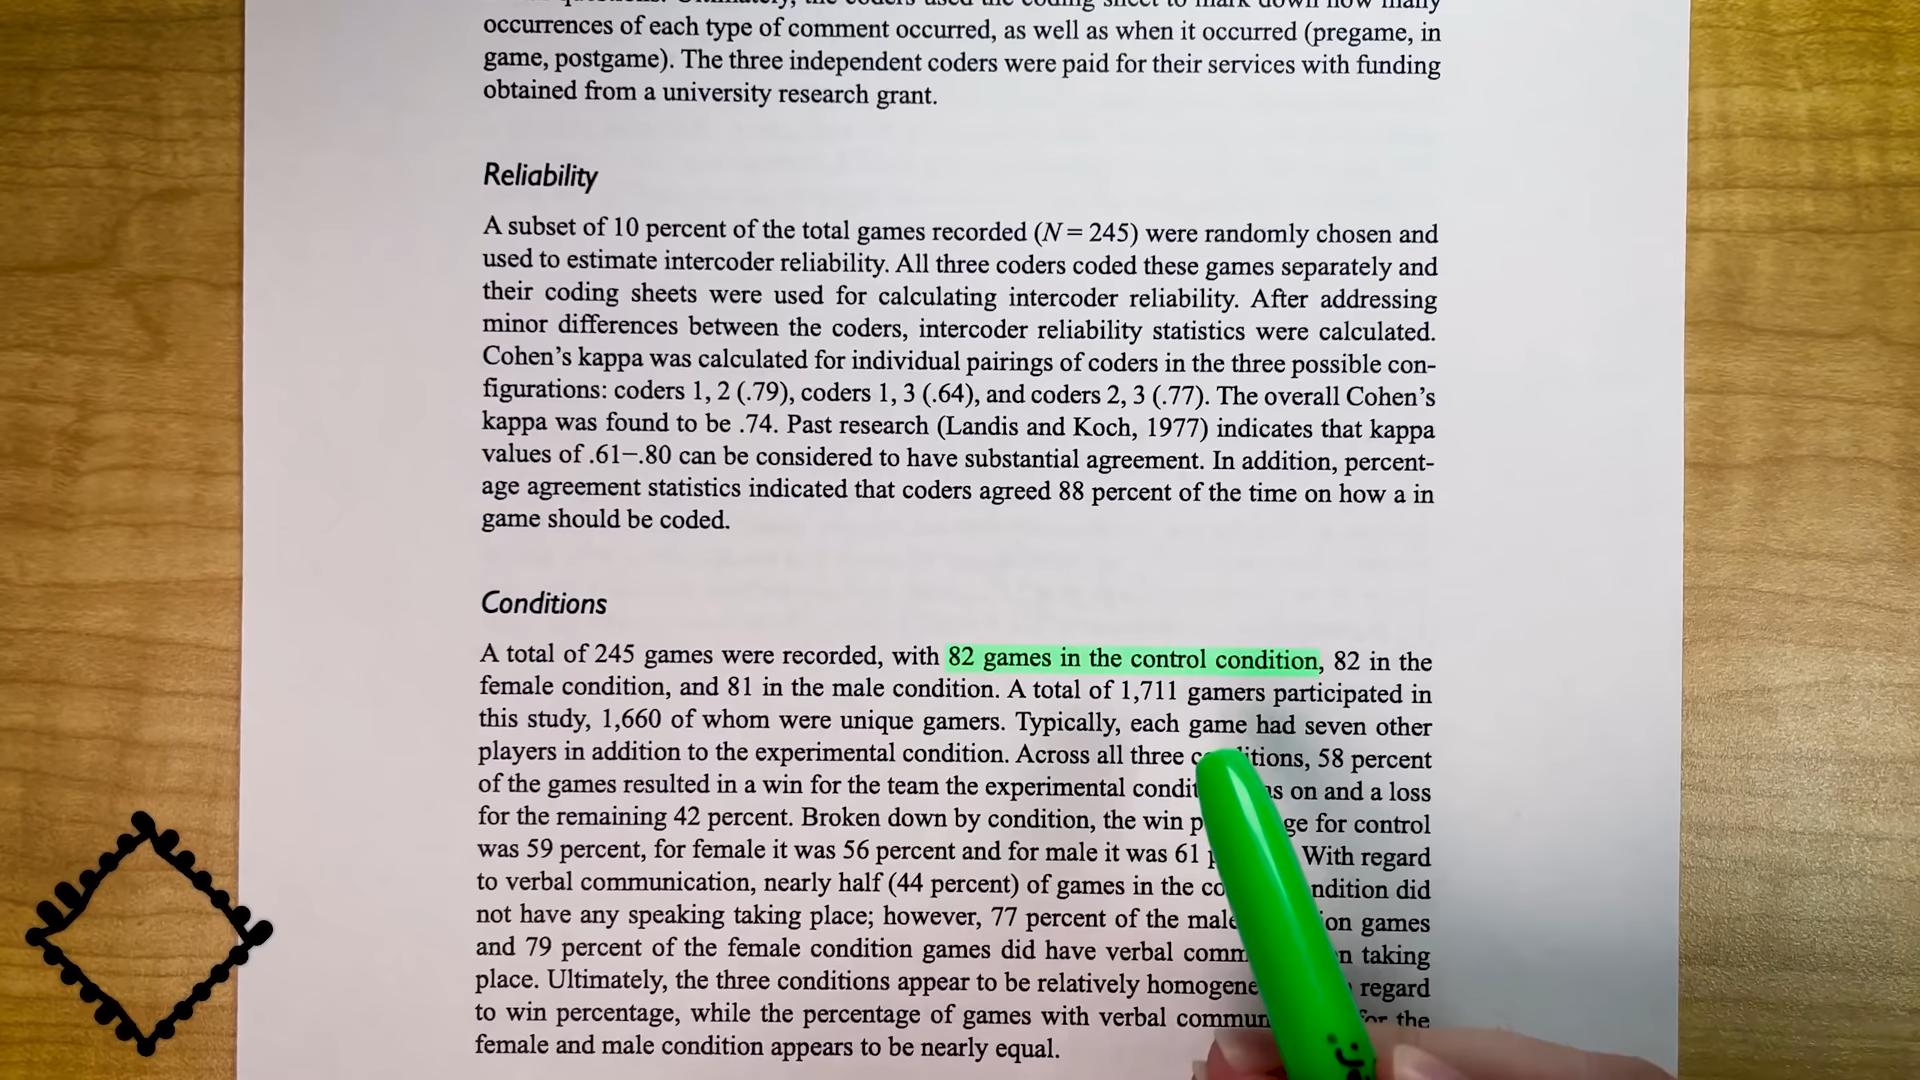 occurrences of each type of comment occurred, as well as when it occurred (pregame, in
game, postgame). The three independent coders were paid for their services with funding
obtained from a university research grant.
Reliability
A subset of 10 percent of the total games recorded (N = 245) were randomly chosen and
used to estimate intercoder reliability. All three coders coded these games separately and
their coding sheets were used for calculating intercoder reliability. After addressing
minor differences between the coders, intercoder reliability statistics were calculated.
Cohen's kappa was calculated for individual pairings of coders in the three possible con-
figurations: coders 1, 2 (.79), coders 1, 3 (.64), and coders 2, 3 (.77). The overall Cohen's
kappa was found to be .74. Past research (Landis and Koch, 1977) indicates that kappa
values of .61–.80 can be considered to have substantial agreement. In addition, percent-
age agreement statistics indicated that coders agreed 88 percent of the time on how a in
game should be coded.
Conditions
A total of 245 games were recorded, with 82 games in the control condition, 82 in the
female condition, and 81 in the male condition. A total of 1,711 gamers participated in
this study, 1,660 of whom were unique gamers. Typically, each game had seven other
players in addition to the experimental condition. Across all three conditions, 58 percent
of the games resulted in a win for the team the experimental on and a loss
for the remaining 42 percent. Broken down by condition, the win for control
was 59 percent, for female it was 56 percent and for male it was 61 With regard
to verbal communication, nearly half (44 percent) of games in the did
not have any speaking taking place; however, 77 percent of the male games
and 79 percent of the female condition games did have verbal taking
place. Ultimately, the three conditions appear to be relatively regard
to win percentage, while the percentage of games with verbal for the
female and male condition appears to be nearly equal.